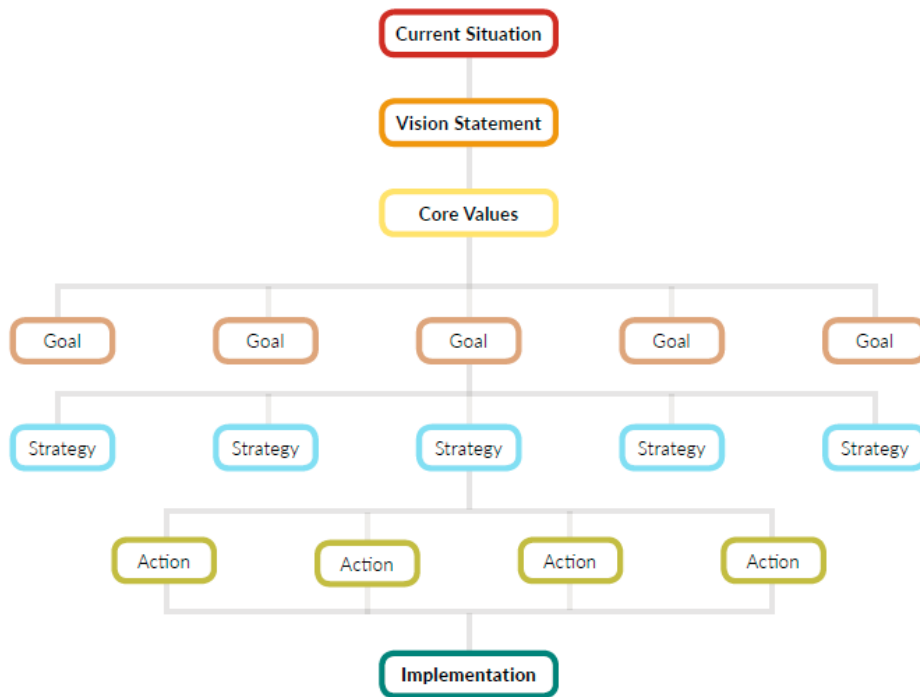 Current Situation
Vision Statement
Core Values
Goal Goal Goal Goal Goal
Strategy Strategy Strategy Strategy Strategy
Action Action Action Action
Implementation